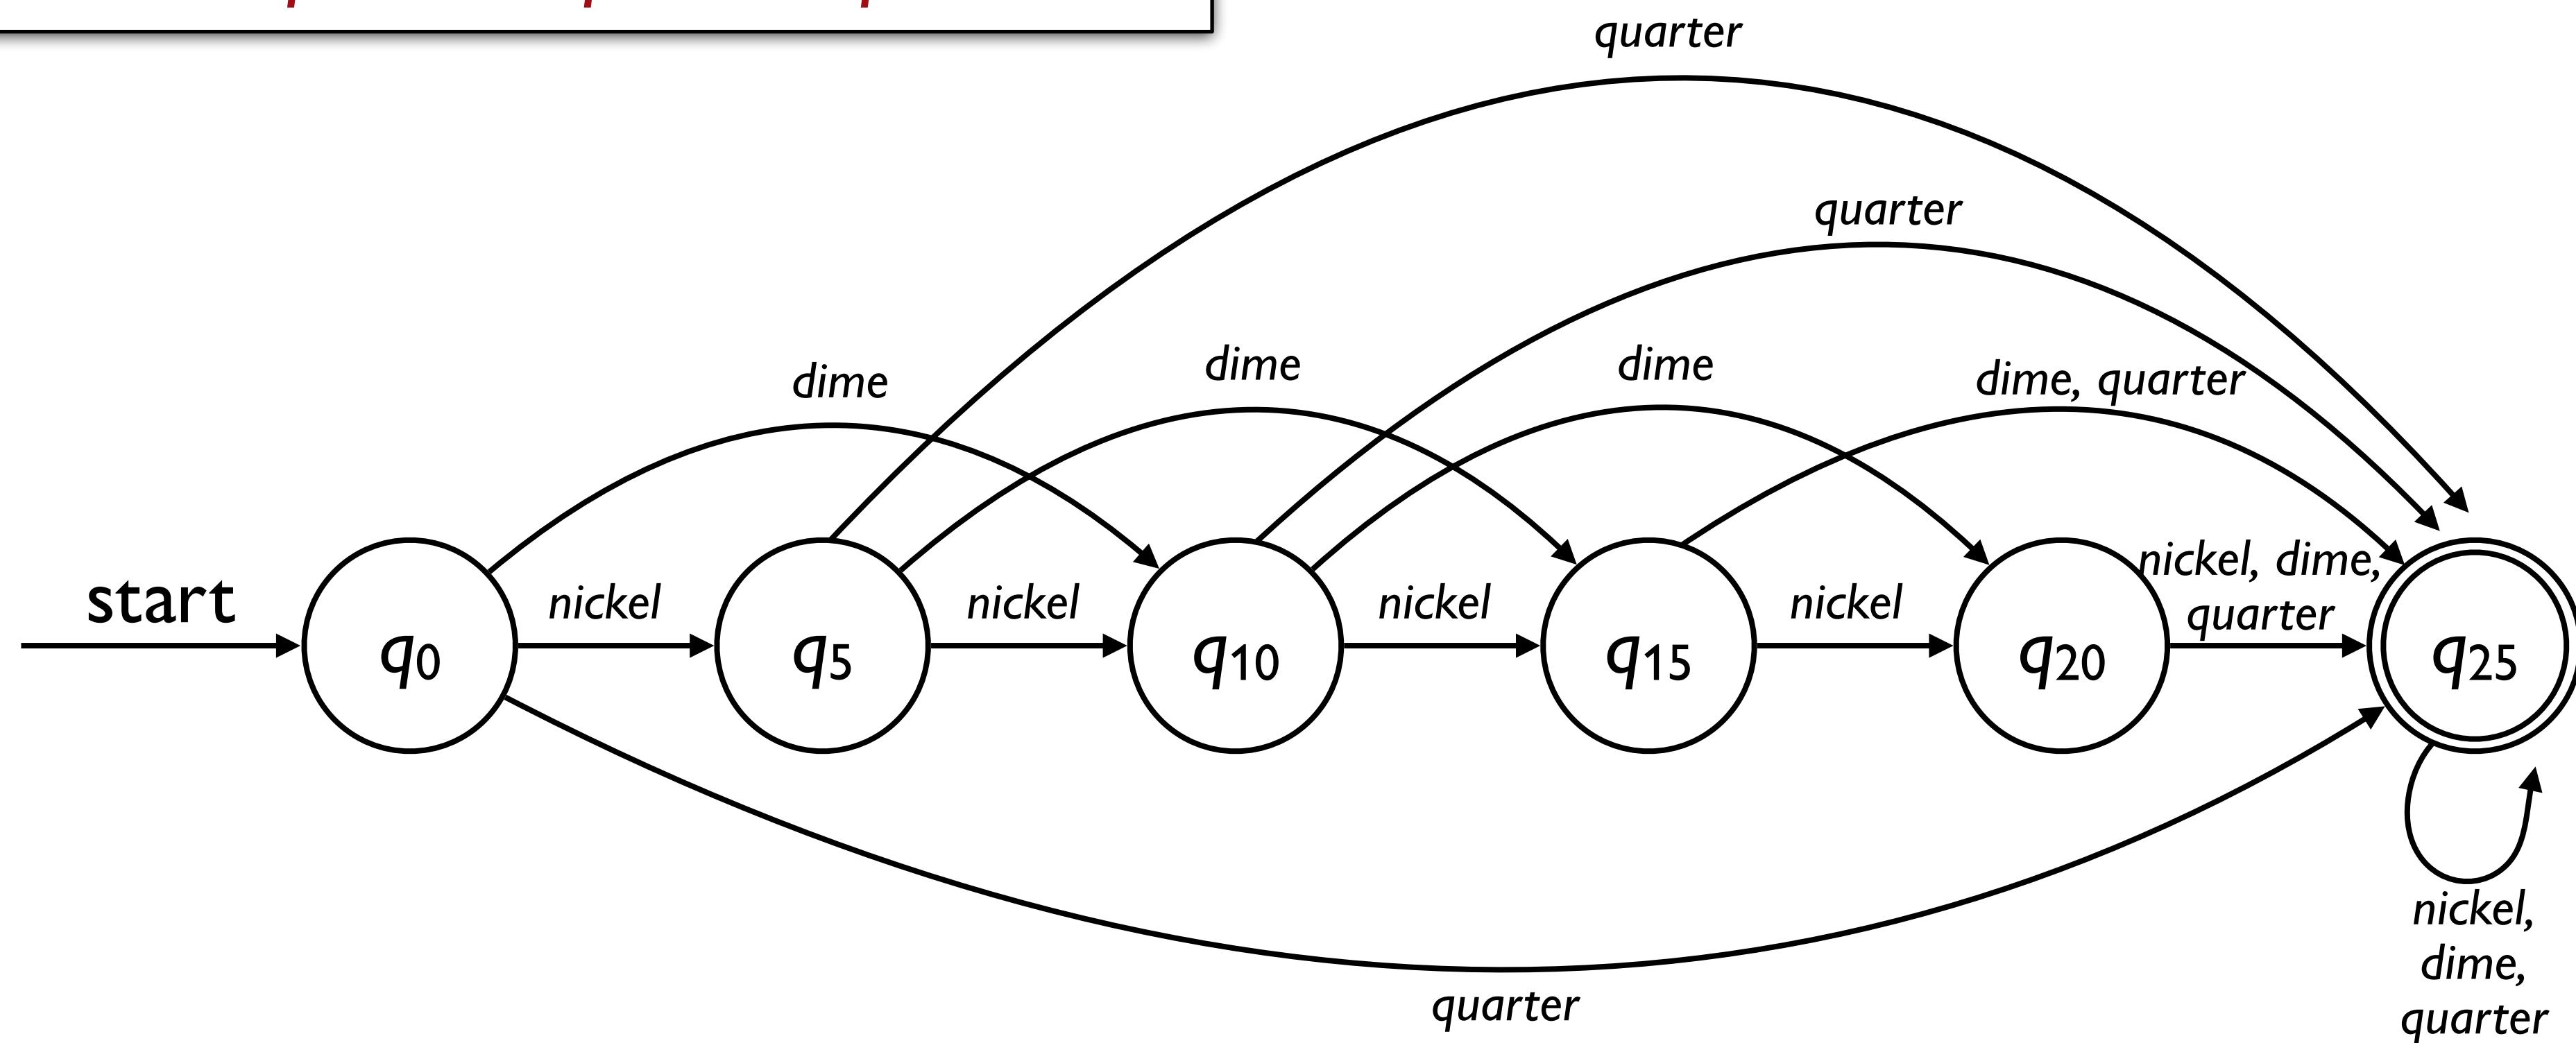 quarter
quarter
dime
dime
dime
dime, quarter
start
nickel
nickel
nickel
nickel
nickel, dime,
quarter
q0
q5
q10
q15
q20
q25
quarter
nickel,
dime,
quarter